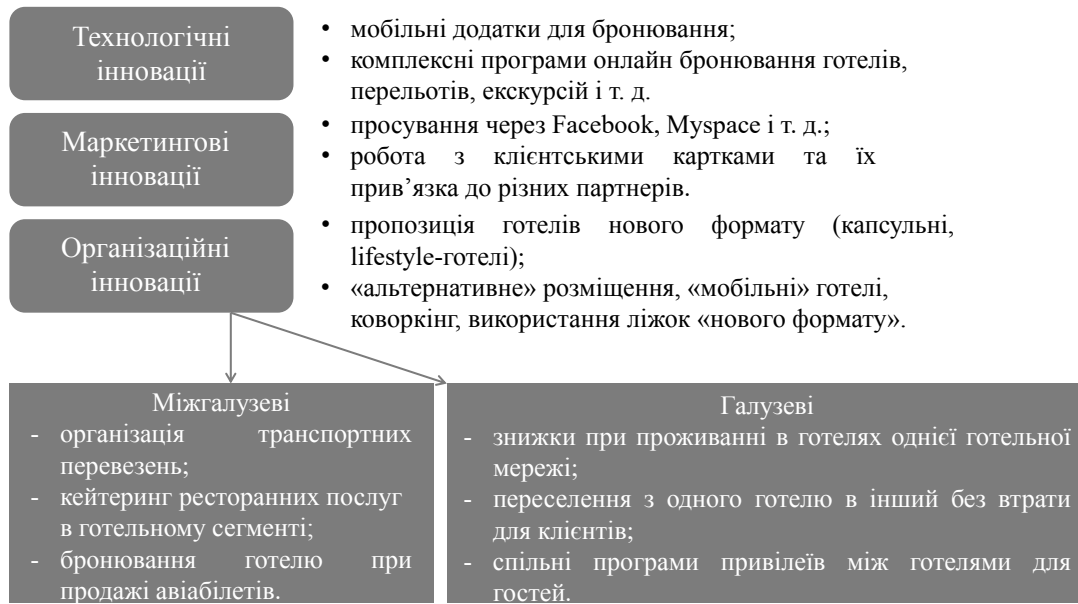 Технологічні
інновації
• мобільні додатки для бронювання;
• комплексні програми онлайн бронювання готелів,
перельотів, екскурсій і т. д.
Маркетингові
інновації
• просування через Facebook, Myspace і т. д.;
• робота з клієнтськими картками та їх
прив’язка до різних партнерів.
Організаційні
інновації
• пропозиція готелів нового формату (капсульні,
lifestyle-готелі);
• «альтернативне» розміщення, «мобільні» готелі,
коворкінг, використання ліжок «нового формату».
Міжгалузеві
- організація транспортних
перевезень;
- кейтеринг ресторанних послуг
в готельному сегменті;
- бронювання готелю при
продажі авіабілетів.
Галузеві
- знижки при проживанні в готелях однієї готельної
мережі;
- переселення з одного готелю в інший без втрати
для клієнтів;
- спільні програми привілеїв між готелями для
гостей.